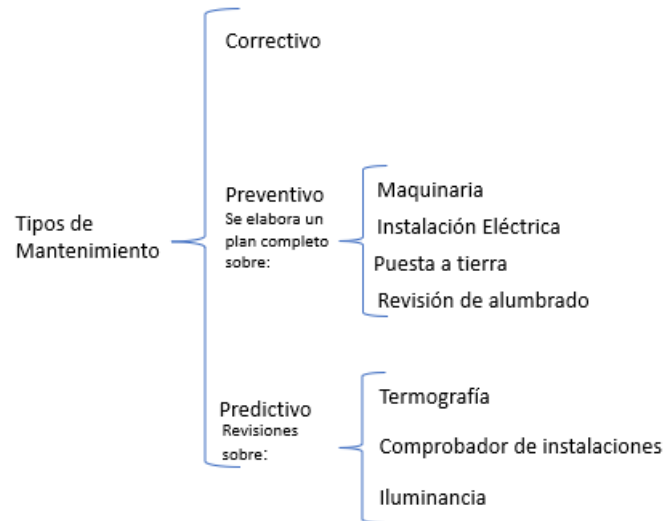 Tipos de
Mantenimiento
Correctivo
Preventivo
Se elabora un
plan completo
sobre:
Maquinaria
Instalación Eléctrica
Puesta a tierra
Revisión de alumbrado
Predictivo
Revisiones
sobre:
Termografía
Comprobador de instalaciones
Iluminancia